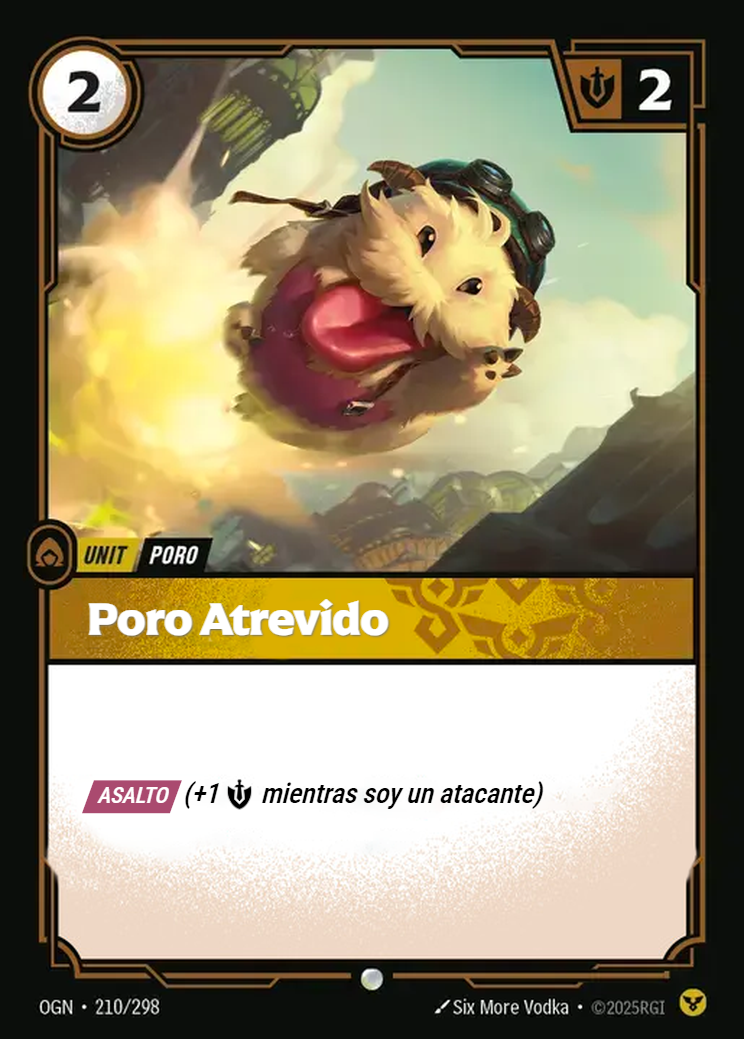 2
2
UNIT PORO
Poro Atrevido
ASALTO (+1 mientras soy un atacante)
OGN • 210/298
Six More Vodka • ©2025RGI